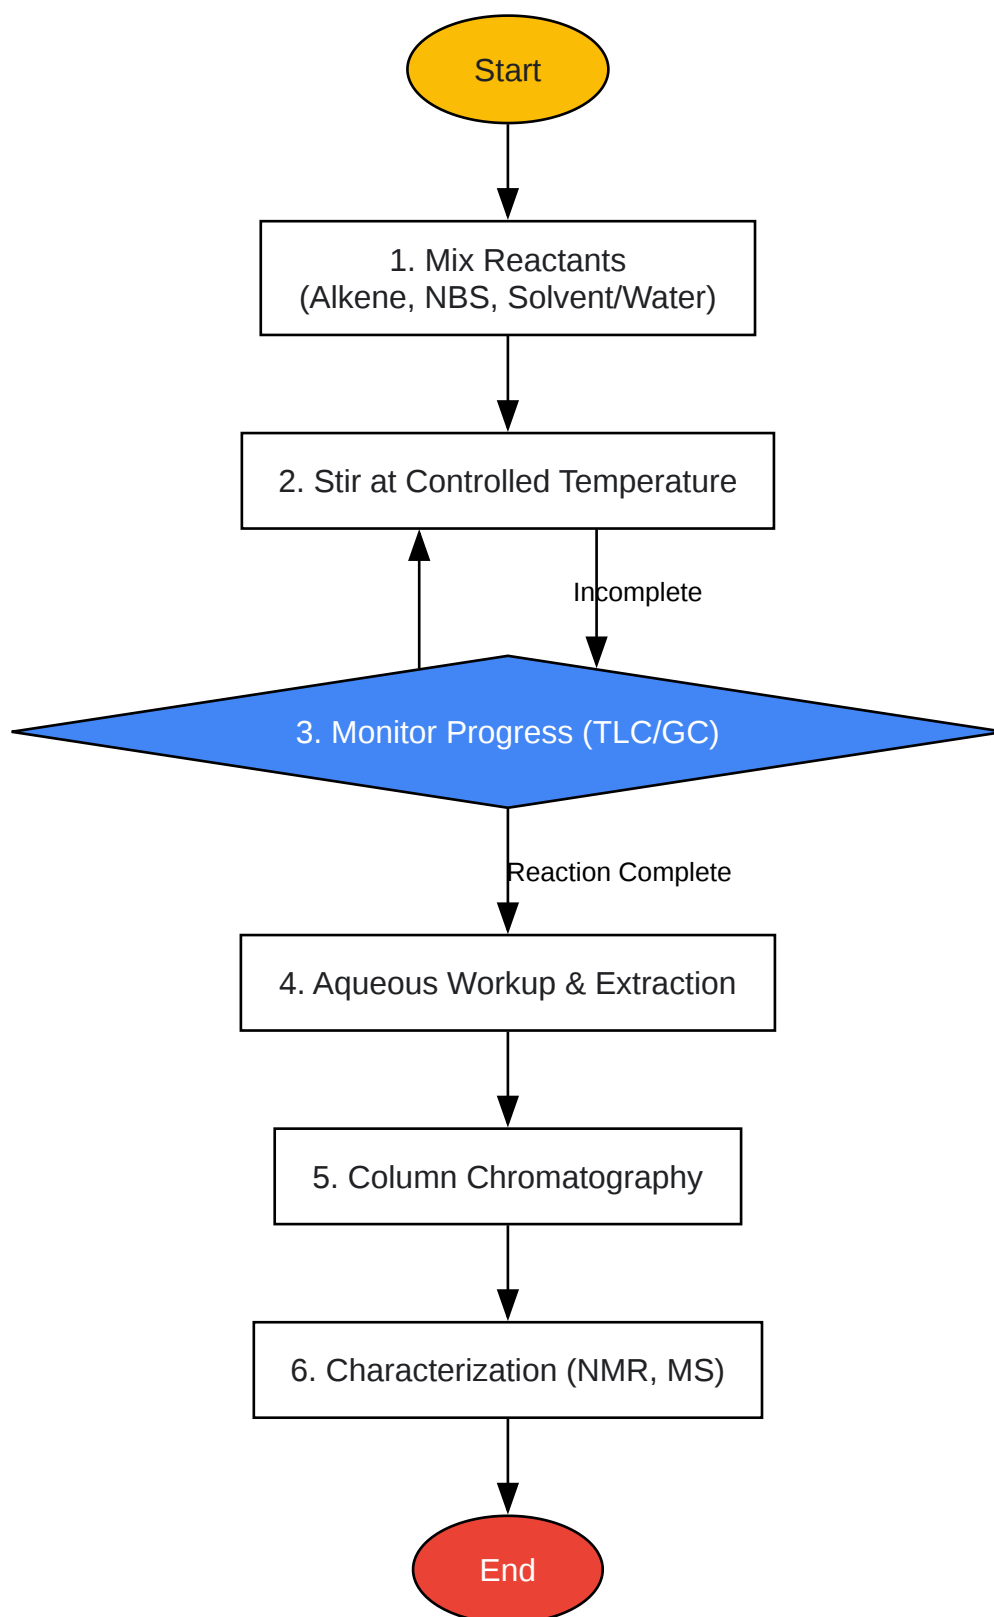 Start
1. Mix Reactants
(Alkene, NBS, Solvent/Water)
2. Stir at Controlled Temperature
Incomplete
3. Monitor Progress (TLC/GC)
Reaction Complete
4. Aqueous Workup & Extraction
5. Column Chromatography
6. Characterization (NMR, MS)
End